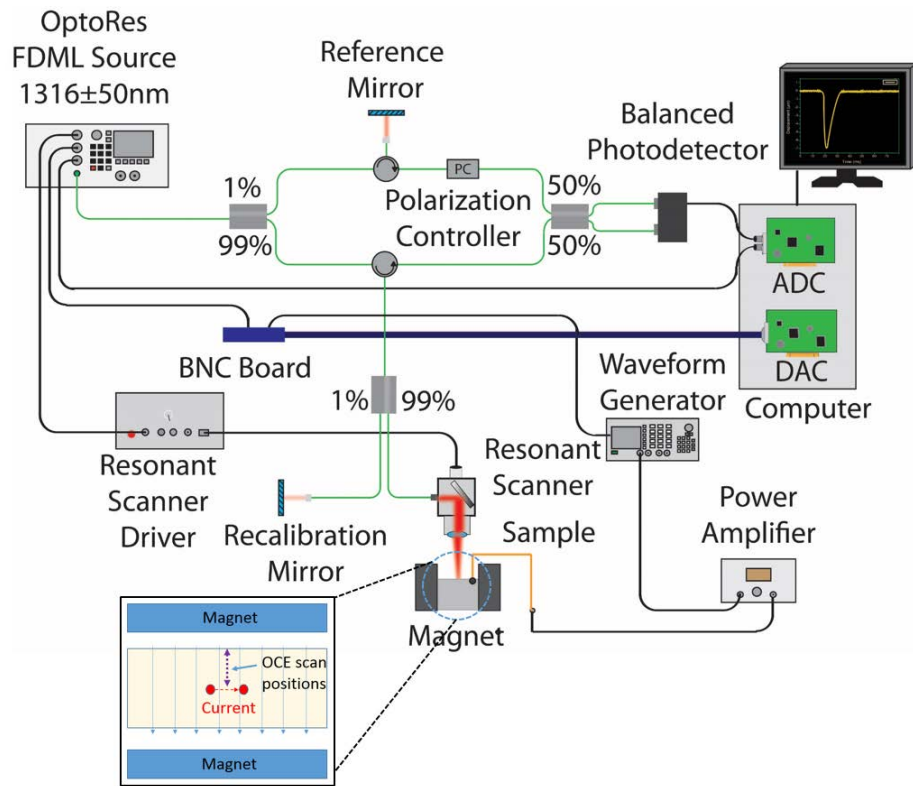 OptoRes
FDML Source
1316±50nm
Reference
Mirror
Balanced
Photodetector
1%
99%
PC
Polarization
Controller
50%
50%
ADC
DAC
Computer
BNC Board
1%
99%
Waveform
Generator
Resonant
Scanner
Driver
Resonant
Scanner
Recalibration
Mirror
Sample
Power
Amplifier
Magnet
Magnet
OCE scan
positions
Current
Magnet